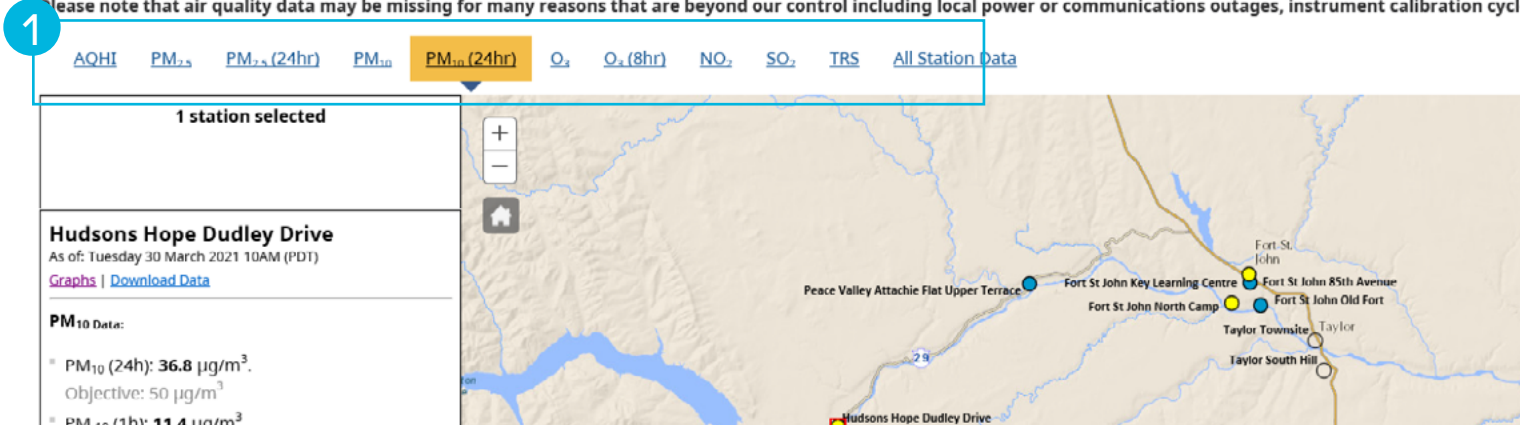 Please note that air quality data may be missing for many reasons that are beyond our control including local power or communications outages, instrument calibration cycl
1
AQHI PM₂.₅ PM₂.₅ (24hr) PM₁₀ PM₁₀ (24hr) O₃ O₃ (8hr) NO₂ SO₂ TRS All Station Data
1 station selected
+
−
Hudsons Hope Dudley Drive
As of: Tuesday 30 March 2021 10AM (PDT)
Graphs | Download Data
PM₁₀ Data:
PM₁₀ (24h): 36.8 µg/m³.
Objective: 50 µg/m³
PM₁₀ (1h): 11.4 µg/m³
Fort St.
John
Peace Valley Attachie Flat Upper Terrace
Fort St John Key Learning Centre
Fort St John 85th Avenue
Fort St John North Camp
Fort St John Old Fort
Taylor Townsite
Taylor
Taylor South Hill
29
ton
Hudsons Hope Dudley Drive